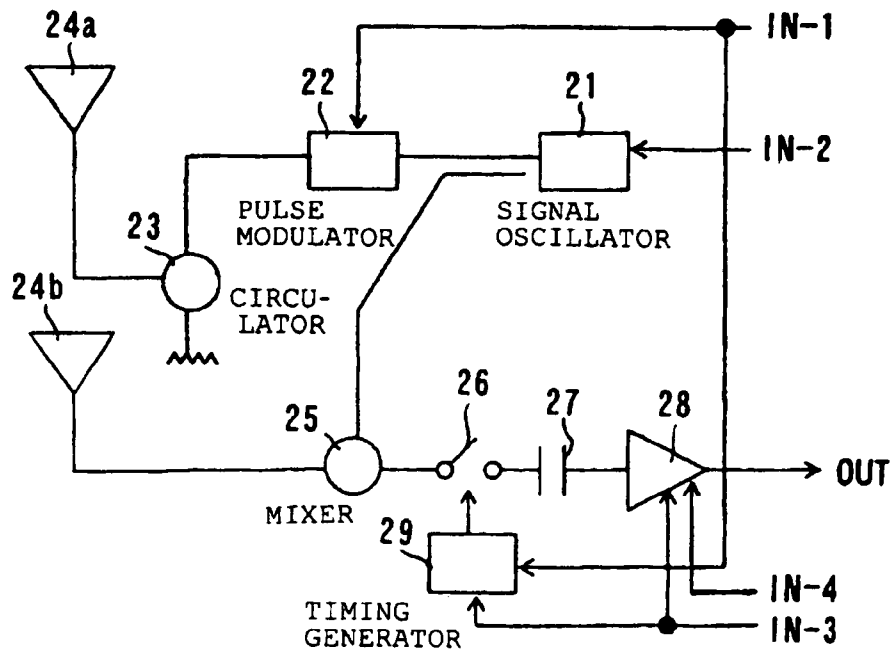 24a
IN-1
22
21
IN-2
PULSE
MODULATOR
SIGNAL
OSCILLATOR
23
24b
CIRCU-
LATOR
25
26
27
28
OUT
MIXER
29
IN-4
TIMING
GENERATOR
IN-3